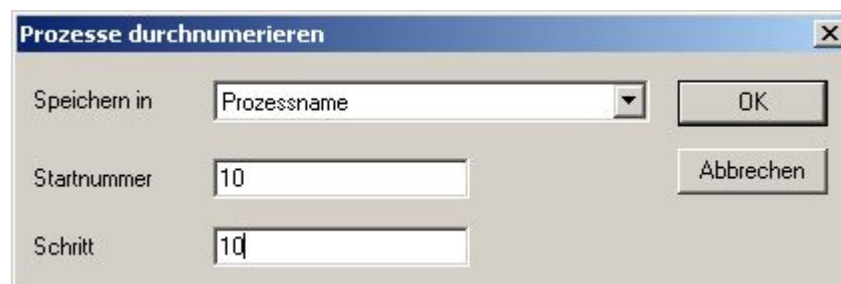 Prozesse durchnumerieren
Speichern in Prozessname OK
Startnummer 10 Abbrechen
Schritt 10